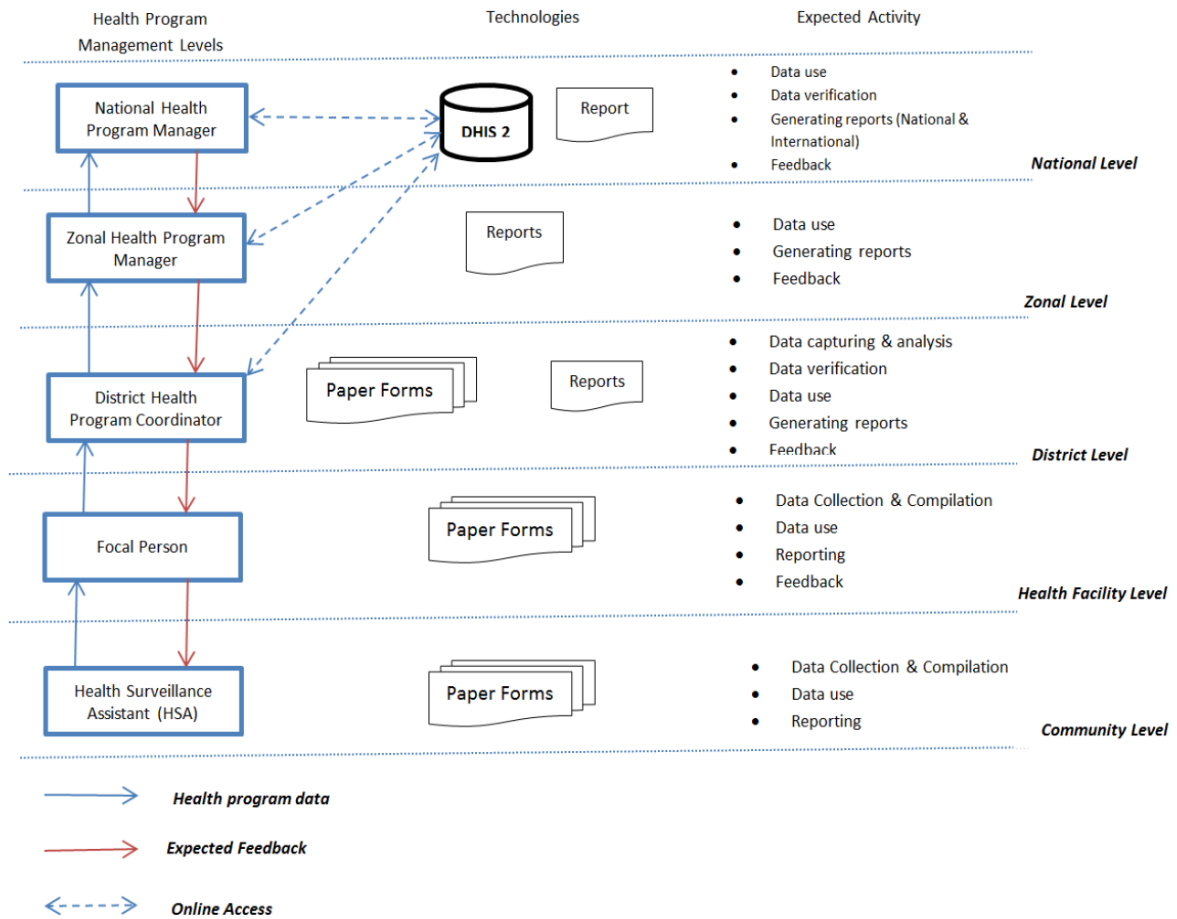 Health Program
Management Levels
Technologies
Expected Activity
National Health
Program Manager
DHIS 2
Report
• Data use
• Data verification
• Generating reports (National &
International)
• Feedback
National Level
Zonal Health Program
Manager
Reports
• Data use
• Generating reports
• Feedback
Zonal Level
District Health
Program Coordinator
Paper Forms
Reports
• Data capturing & analysis
• Data verification
• Data use
• Generating reports
• Feedback
District Level
Focal Person
Paper Forms
• Data Collection & Compilation
• Data use
• Reporting
• Feedback
Health Facility Level
Health Surveillance
Assistant (HSA)
Paper Forms
• Data Collection & Compilation
• Data use
• Reporting
Community Level
Health program data
Expected Feedback
Online Access